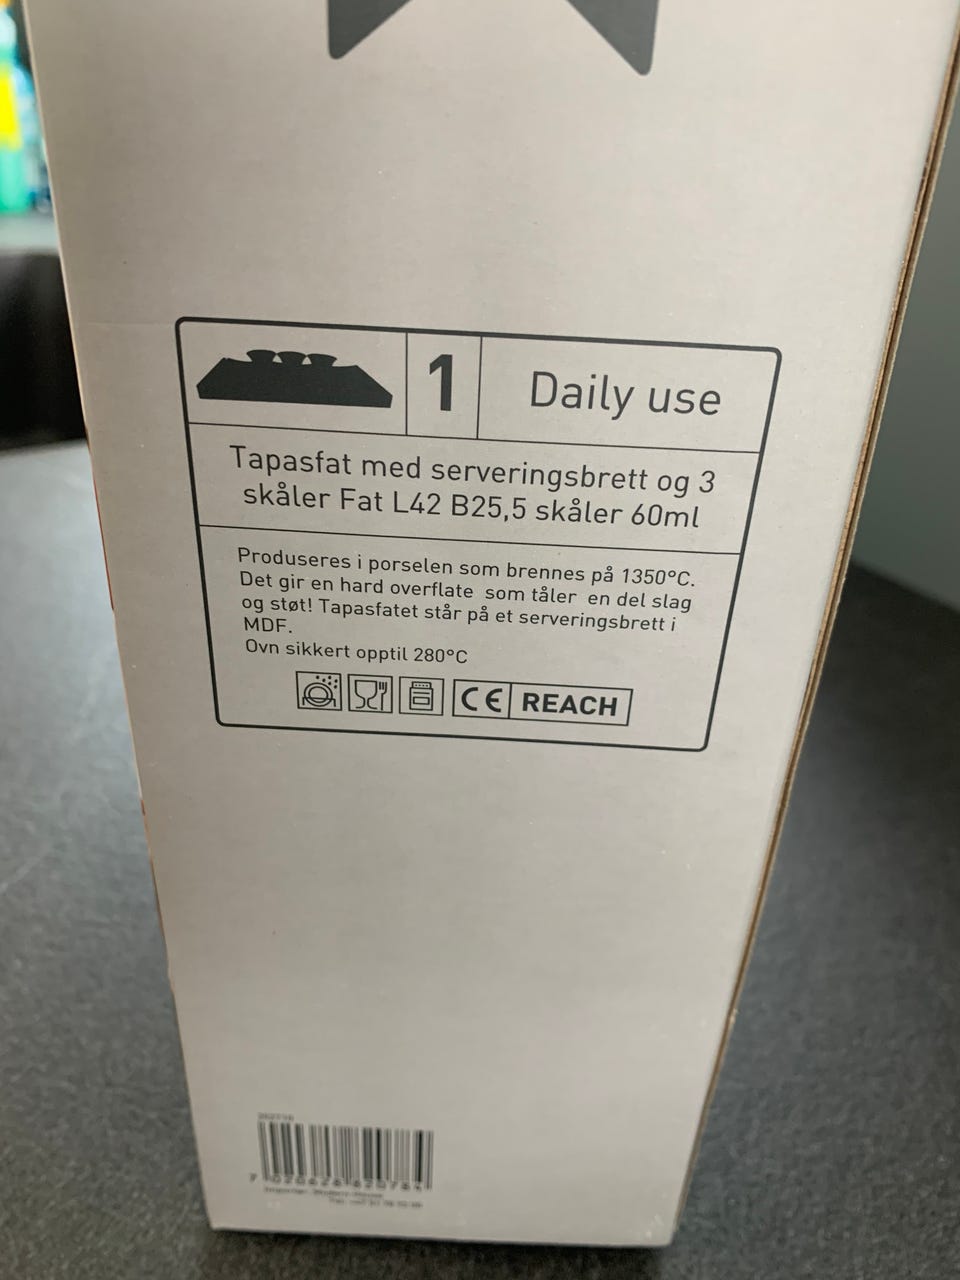 1
Daily use
Tapasfat med serveringsbrett og 3
skåler Fat L42 B25,5 skåler 60ml
Produseres i porselen som brennes på 1350°C.
Det gir en hard overflate som tåler en del slag
og støt! Tapasfatet står på et serveringsbrett i
MDF.
Ovn sikkert opptil 280°C
CE REACH